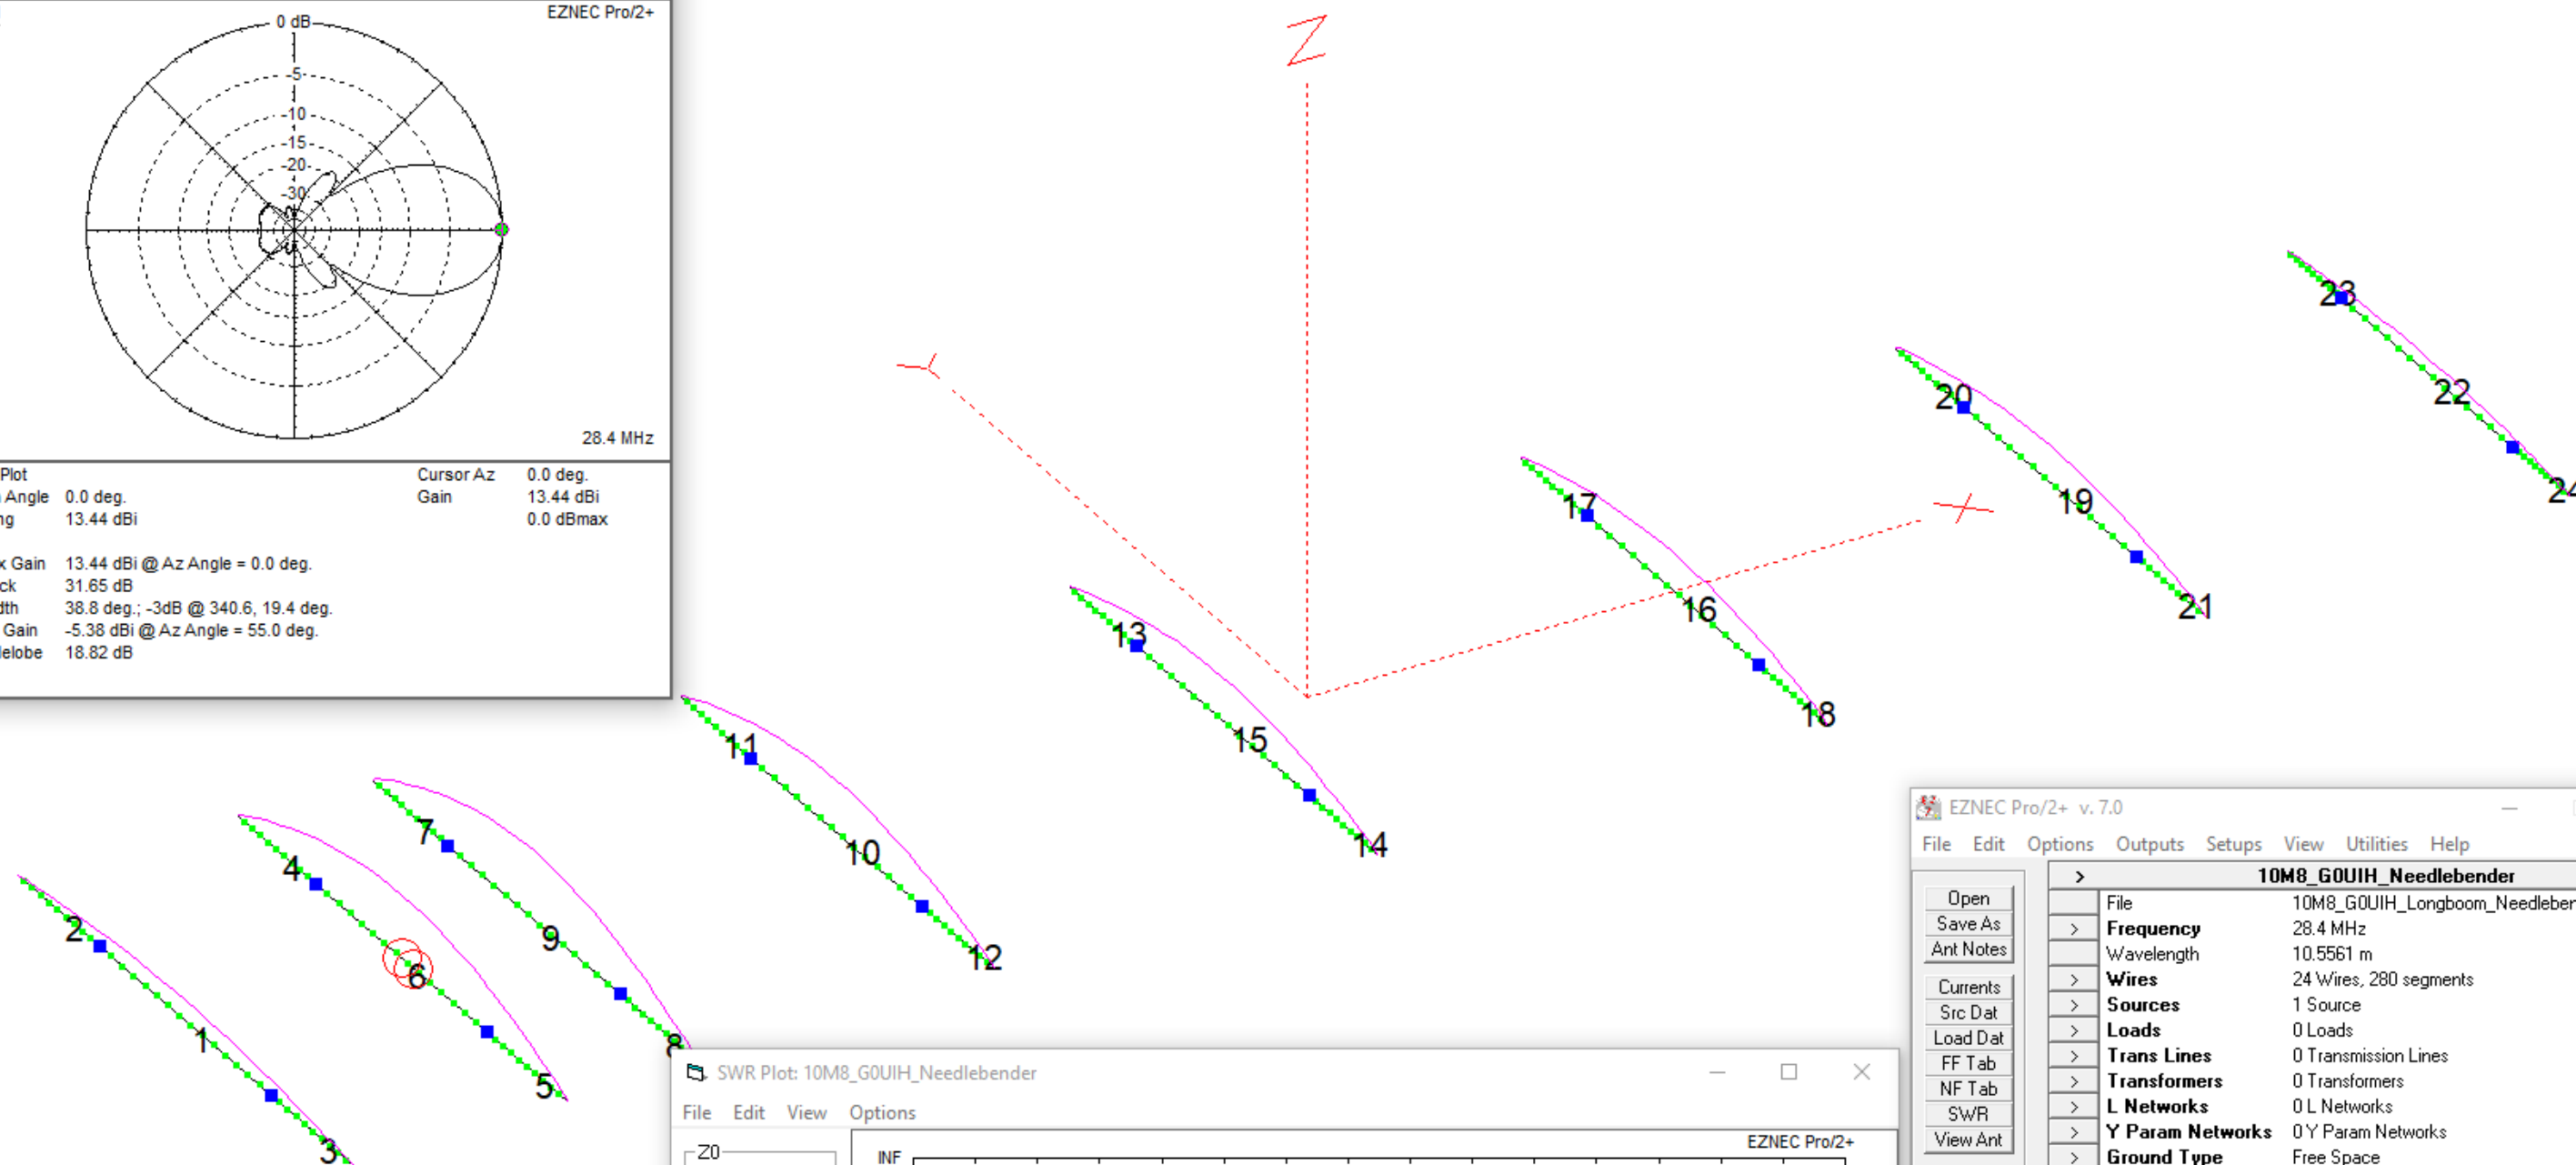 EZNEC Pro/2+
0 dB
-5
-10
-15
-20
-30
28.4 MHz
Plot
Cursor Az 0.0 deg.
Angle 0.0 deg.
Gain 13.44 dBi
ng 13.44 dBi
0.0 dBmax
x Gain 13.44 dBi @ Az Angle = 0.0 deg.
ck 31.65 dB
dth 38.8 deg.; -3dB @ 340.6, 19.4 deg.
Gain -5.38 dBi @ Az Angle = 55.0 deg.
elobe 18.82 dB
Z
Y
X
23
22
24
20
19
21
17
16
18
13
15
14
11
10
12
7
9
8
4
6
5
2
1
3
SWR Plot: 10M8_G0UIH_Needlebender
File Edit View Options
Z0
EZNEC Pro/2+
INF
EZNEC Pro/2+ v. 7.0
File Edit Options Outputs Setups View Utilities Help
Open
Save As
Ant Notes
Currents
Src Dat
Load Dat
FF Tab
NF Tab
SWR
View Ant
> 10M8_G0UIH_Needlebender
File 10M8_G0UIH_Longboom_Needleber
> Frequency 28.4 MHz
Wavelength 10.5561 m
> Wires 24 Wires, 280 segments
> Sources 1 Source
> Loads 0 Loads
> Trans Lines 0 Transmission Lines
> Transformers 0 Transformers
> L Networks 0 L Networks
> Y Param Networks 0 Y Param Networks
> Ground Type Free Space